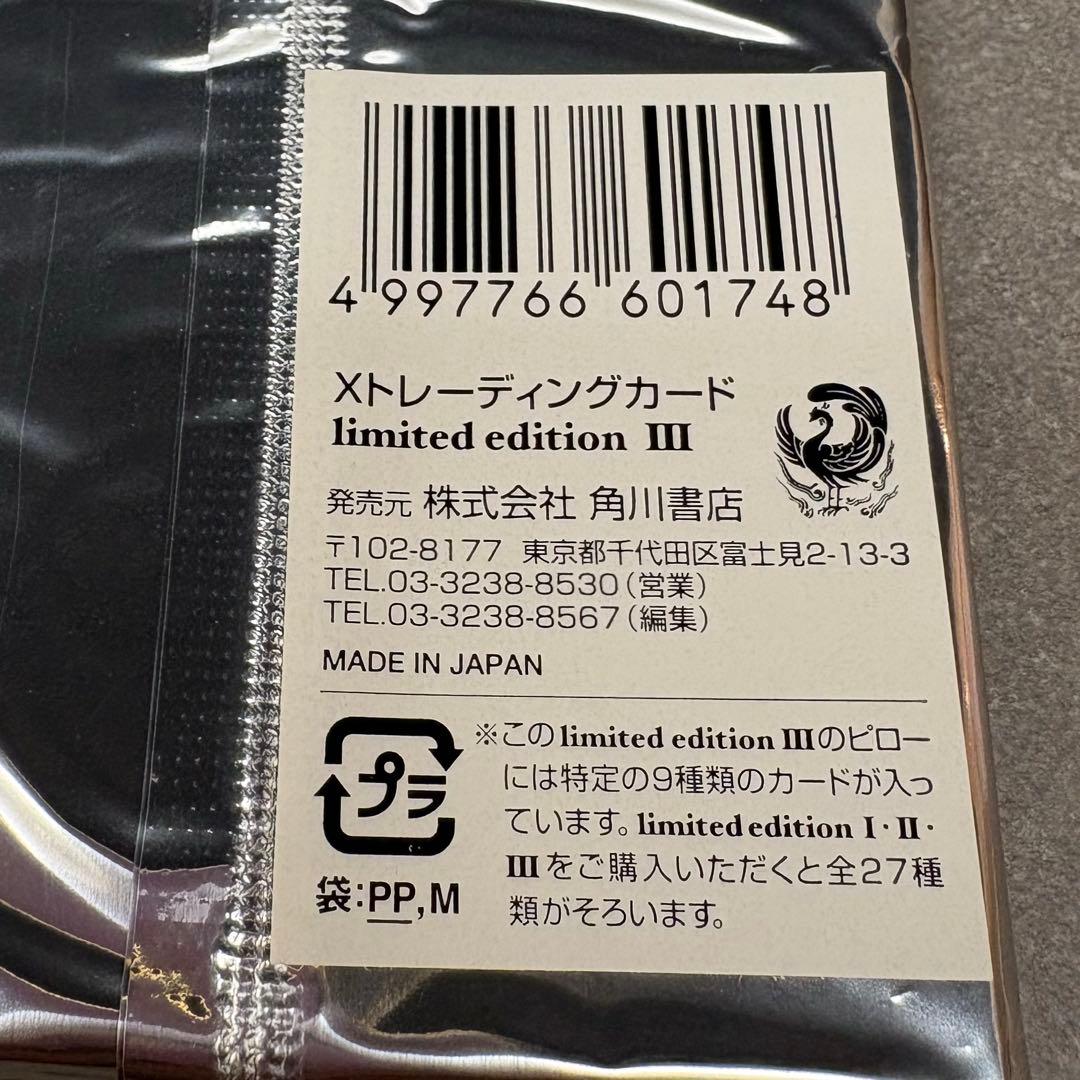 4 997766 601748
Xトレーディングカード
limited edition III
発売元 株式会社 角川書店
〒102-8177 東京都千代田区富士見2-13-3
TEL.03-3238-8530(営業)
TEL.03-3238-8567(編集)
MADE IN JAPAN
プラ
袋:PP,M
※このlimited edition IIIのピロー
には特定の9種類のカードが入っ
ています。limited edition I・II・
IIIをご購入いただくと全27種
類がそろいます。